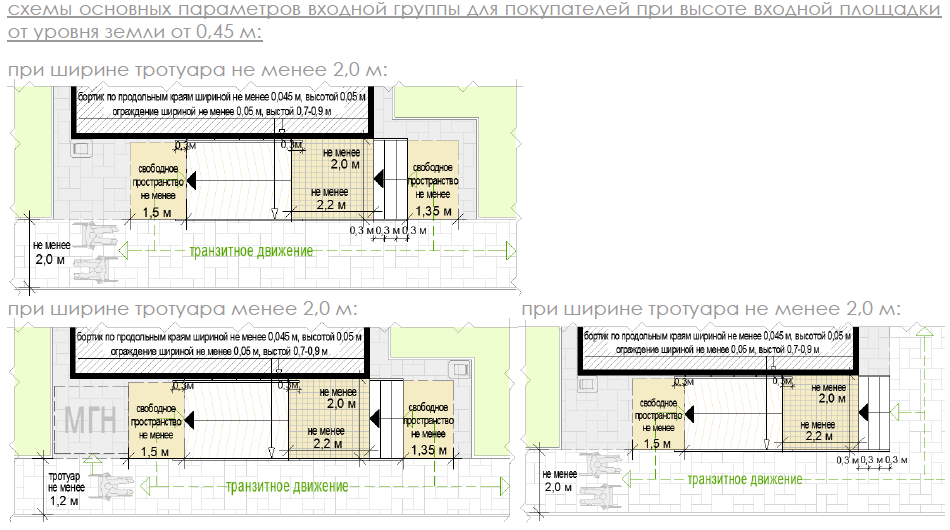 схемы основных параметров входной группы для покупателей при высоте входной площадки
от уровня земли от 0,45 м:
при ширине тротуара не менее 2,0 м:
бортик по продольным краям шириной не менее 0,045 м, высотой 0,05 м
ограждение шириной не менее 0,05 м, выстой 0,7-0,9 м
0,3 м
не менее
2,0 м
свободное
пространство
не менее
1,5 м
не менее
2,2 м
свободное
пространство
не менее
1,35 м
0,3 м 0,3 м 0,3 м
не менее
2,0 м
транзитное движение
при ширине тротуара менее 2,0 м:
бортик по продольным краям шириной не менее 0,045 м, высотой 0,05 м
ограждение шириной не менее 0,05 м, выстой 0,7-0,9 м
0,3м
не менее
2,0 м
МГН
свободное
пространство
не менее
1,5 м
не менее
2,2 м
свободное
пространство
не менее
1,35 м
тротуар
не менее
1,2 м
транзитное движение
при ширине тротуара не менее 2,0 м:
бортик по продольным краям шириной не менее 0,045 м, высотой 0,05 м
ограждение шириной не менее 0,05 м, выстой 0,7-0,9 м
0,3м
не менее
2,0 м
свободное
пространство
не менее
1,5 м
не менее
2,2 м
0,3 м 0,3 м 0,3 м
не менее
2,0 м
транзитное движение